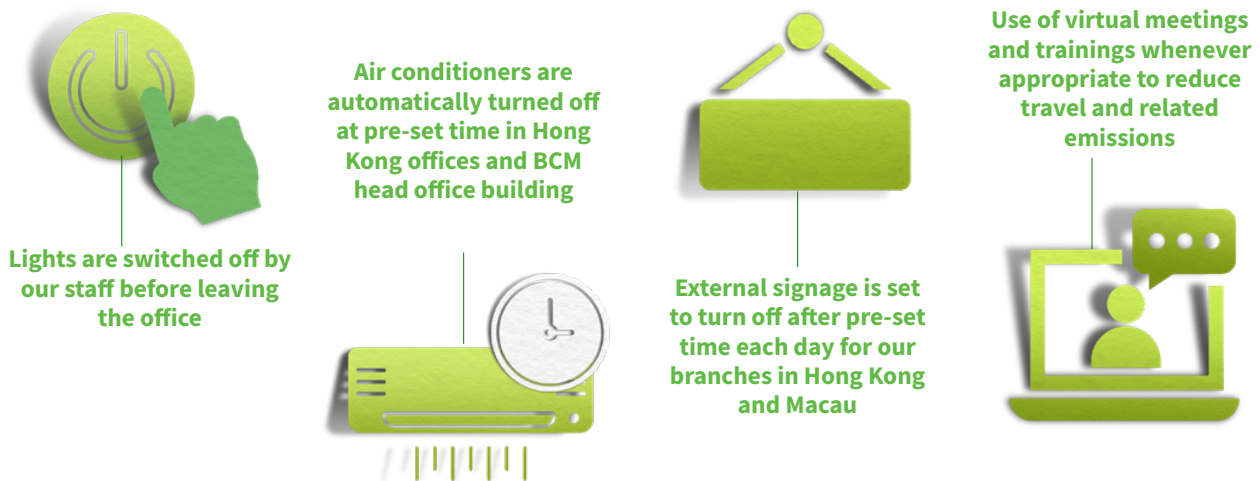 Lights are switched off by
our staff before leaving
the office
Air conditioners are
automatically turned off
at pre-set time in Hong
Kong offices and BCM
head office building
External signage is set
to turn off after pre-set
time each day for our
branches in Hong Kong
and Macau
Use of virtual meetings
and trainings whenever
appropriate to reduce
travel and related
emissions